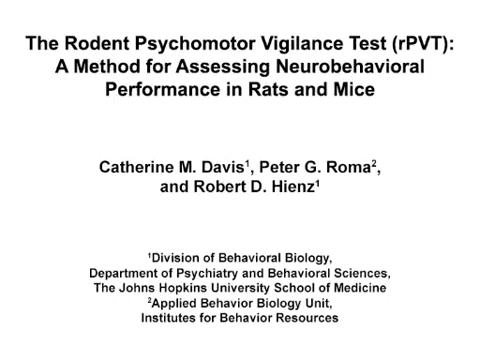 The Rodent Psychomotor Vigilance Test (rPVT):
A Method for Assessing Neurobehavioral
Performance in Rats and Mice
Catherine M. Davis¹, Peter G. Roma²,
and Robert D. Hienz¹
¹Division of Behavioral Biology,
Department of Psychiatry and Behavioral Sciences,
The Johns Hopkins University School of Medicine
²Applied Behavior Biology Unit,
Institutes for Behavior Resources